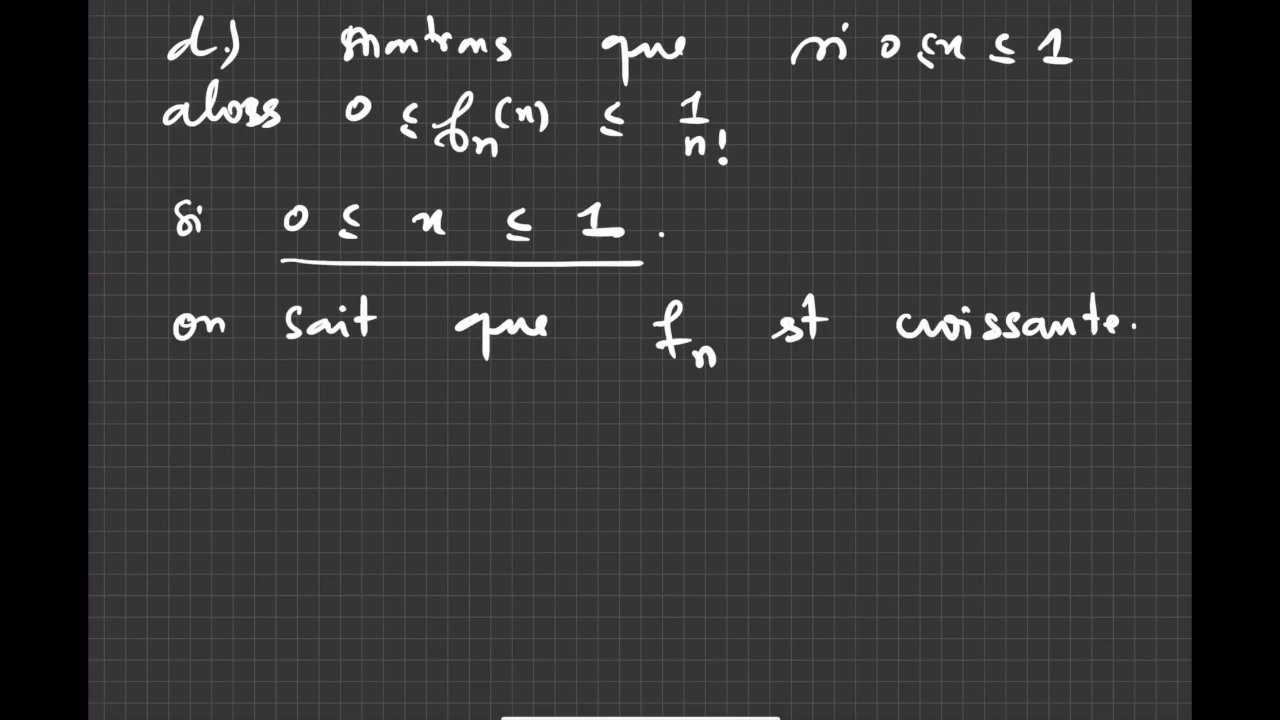 d.) montrons que si 0 ≤ x ≤ 1
alors 0 ≤ fn(x) ≤ 1/n!
Si 0 ≤ x ≤ 1.
on sait que fn st croissante.